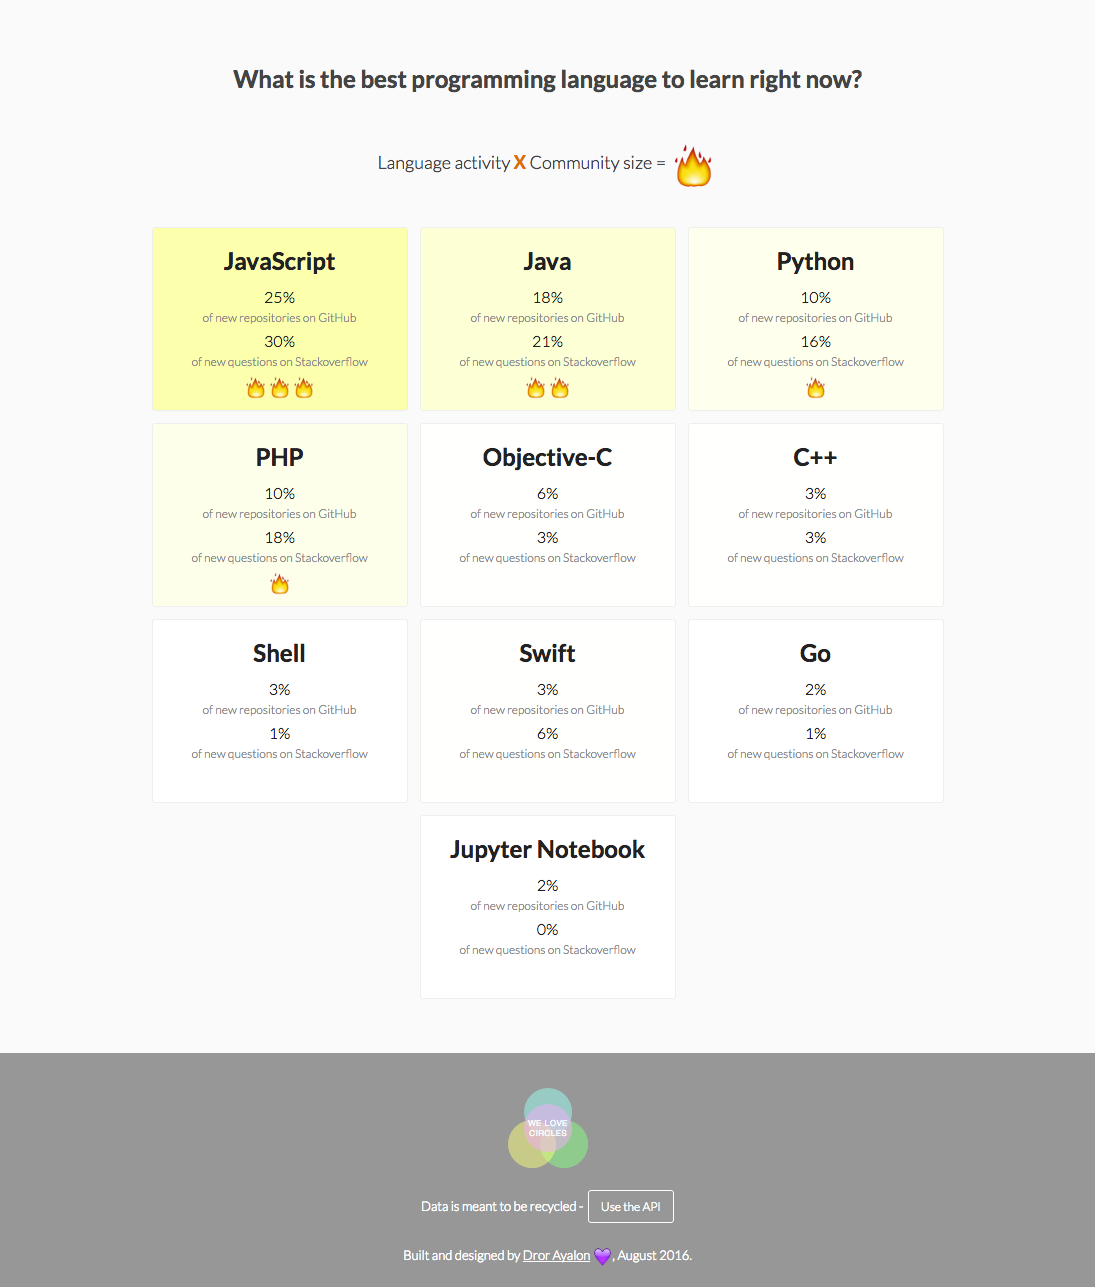 What is the best programming language to learn right now?
Language activity X Community size =
JavaScript
25%
of new repositories on GitHub
30%
of new questions on Stackoverflow
Java
18%
of new repositories on GitHub
21%
of new questions on Stackoverflow
Python
10%
of new repositories on GitHub
16%
of new questions on Stackoverflow
PHP
10%
of new repositories on GitHub
18%
of new questions on Stackoverflow
Objective-C
6%
of new repositories on GitHub
3%
of new questions on Stackoverflow
C++
3%
of new repositories on GitHub
3%
of new questions on Stackoverflow
Shell
3%
of new repositories on GitHub
1%
of new questions on Stackoverflow
Swift
3%
of new repositories on GitHub
6%
of new questions on Stackoverflow
Go
2%
of new repositories on GitHub
1%
of new questions on Stackoverflow
Jupyter Notebook
2%
of new repositories on GitHub
0%
of new questions on Stackoverflow
WE LOVE
CIRCLES
Data is meant to be recycled - Use the API
Built and designed by Dror Ayalon 💜, August 2016.